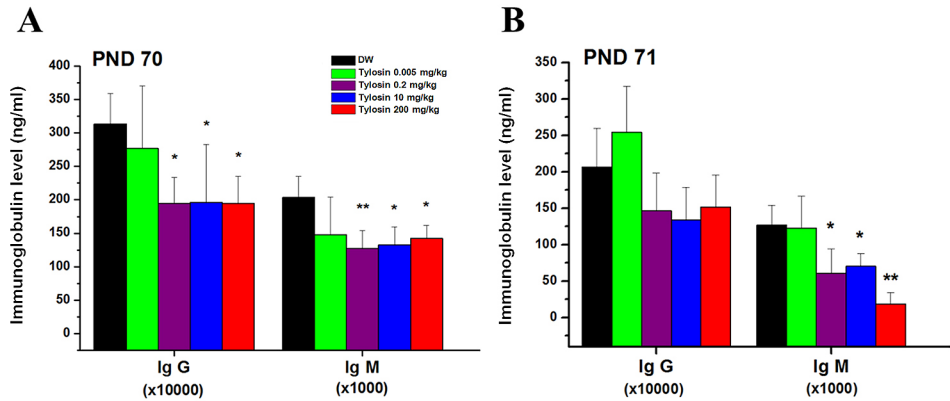 A
PND 70
DW
Tylosin 0.005 mg/kg
Tylosin 0.2 mg/kg
Tylosin 10 mg/kg
Tylosin 200 mg/kg
Immunoglobulin level (ng/ml)
400
350
300
250
200
150
100
50
0
*
*
*
**
*
*
Ig G
(x10000)
Ig M
(x1000)
B
PND 71
Immunoglobulin level (ng/ml)
350
300
250
200
150
100
50
0
*
*
**
Ig G
(x10000)
Ig M
(x1000)